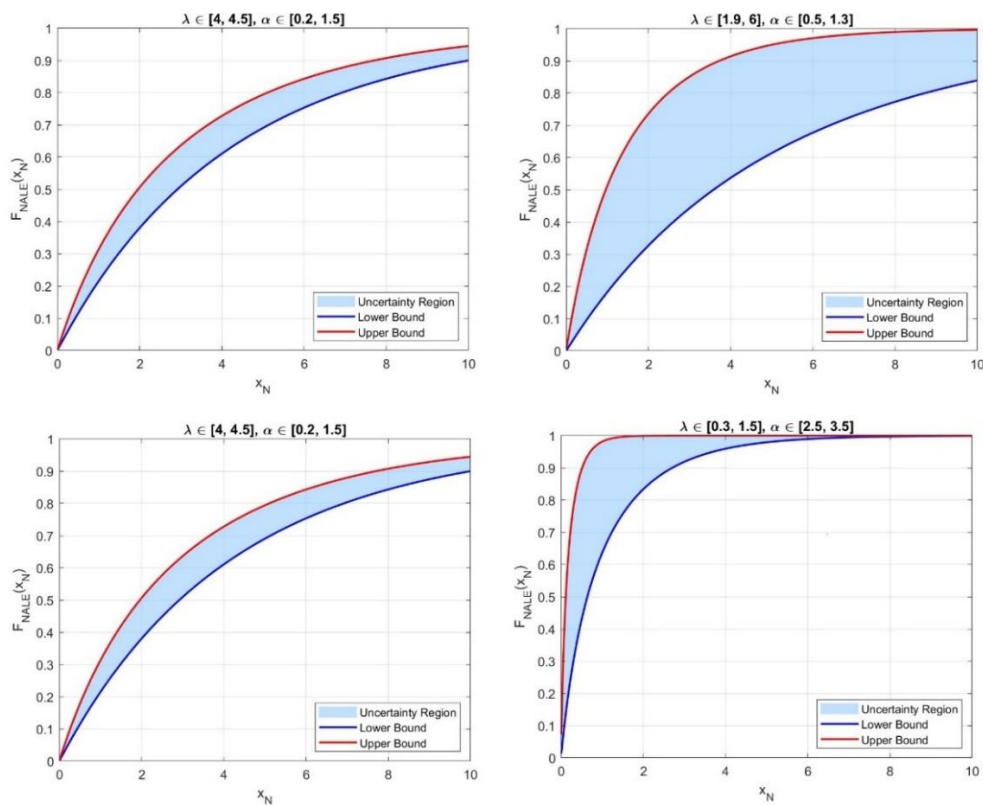 λ ∈ [4, 4.5], α ∈ [0.2, 1.5]
1
0.9
0.8
0.7
0.6
0.5
0.4
0.3
0.2
0.1
0
F_NALE(x_N)
Uncertainty Region
Lower Bound
Upper Bound
0 2 4 6 8 10
x_N
λ ∈ [1.9, 6], α ∈ [0.5, 1.3]
1
0.9
0.8
0.7
0.6
0.5
0.4
0.3
0.2
0.1
0
F_NALE(x_N)
Uncertainty Region
Lower Bound
Upper Bound
0 2 4 6 8 10
x_N
λ ∈ [4, 4.5], α ∈ [0.2, 1.5]
1
0.9
0.8
0.7
0.6
0.5
0.4
0.3
0.2
0.1
0
F_NALE(x_N)
Uncertainty Region
Lower Bound
Upper Bound
0 2 4 6 8 10
x_N
λ ∈ [0.3, 1.5], α ∈ [2.5, 3.5]
1
0.9
0.8
0.7
0.6
0.5
0.4
0.3
0.2
0.1
0
F_NALE(x_N)
Uncertainty Region
Lower Bound
Upper Bound
0 2 4 6 8 10
x_N